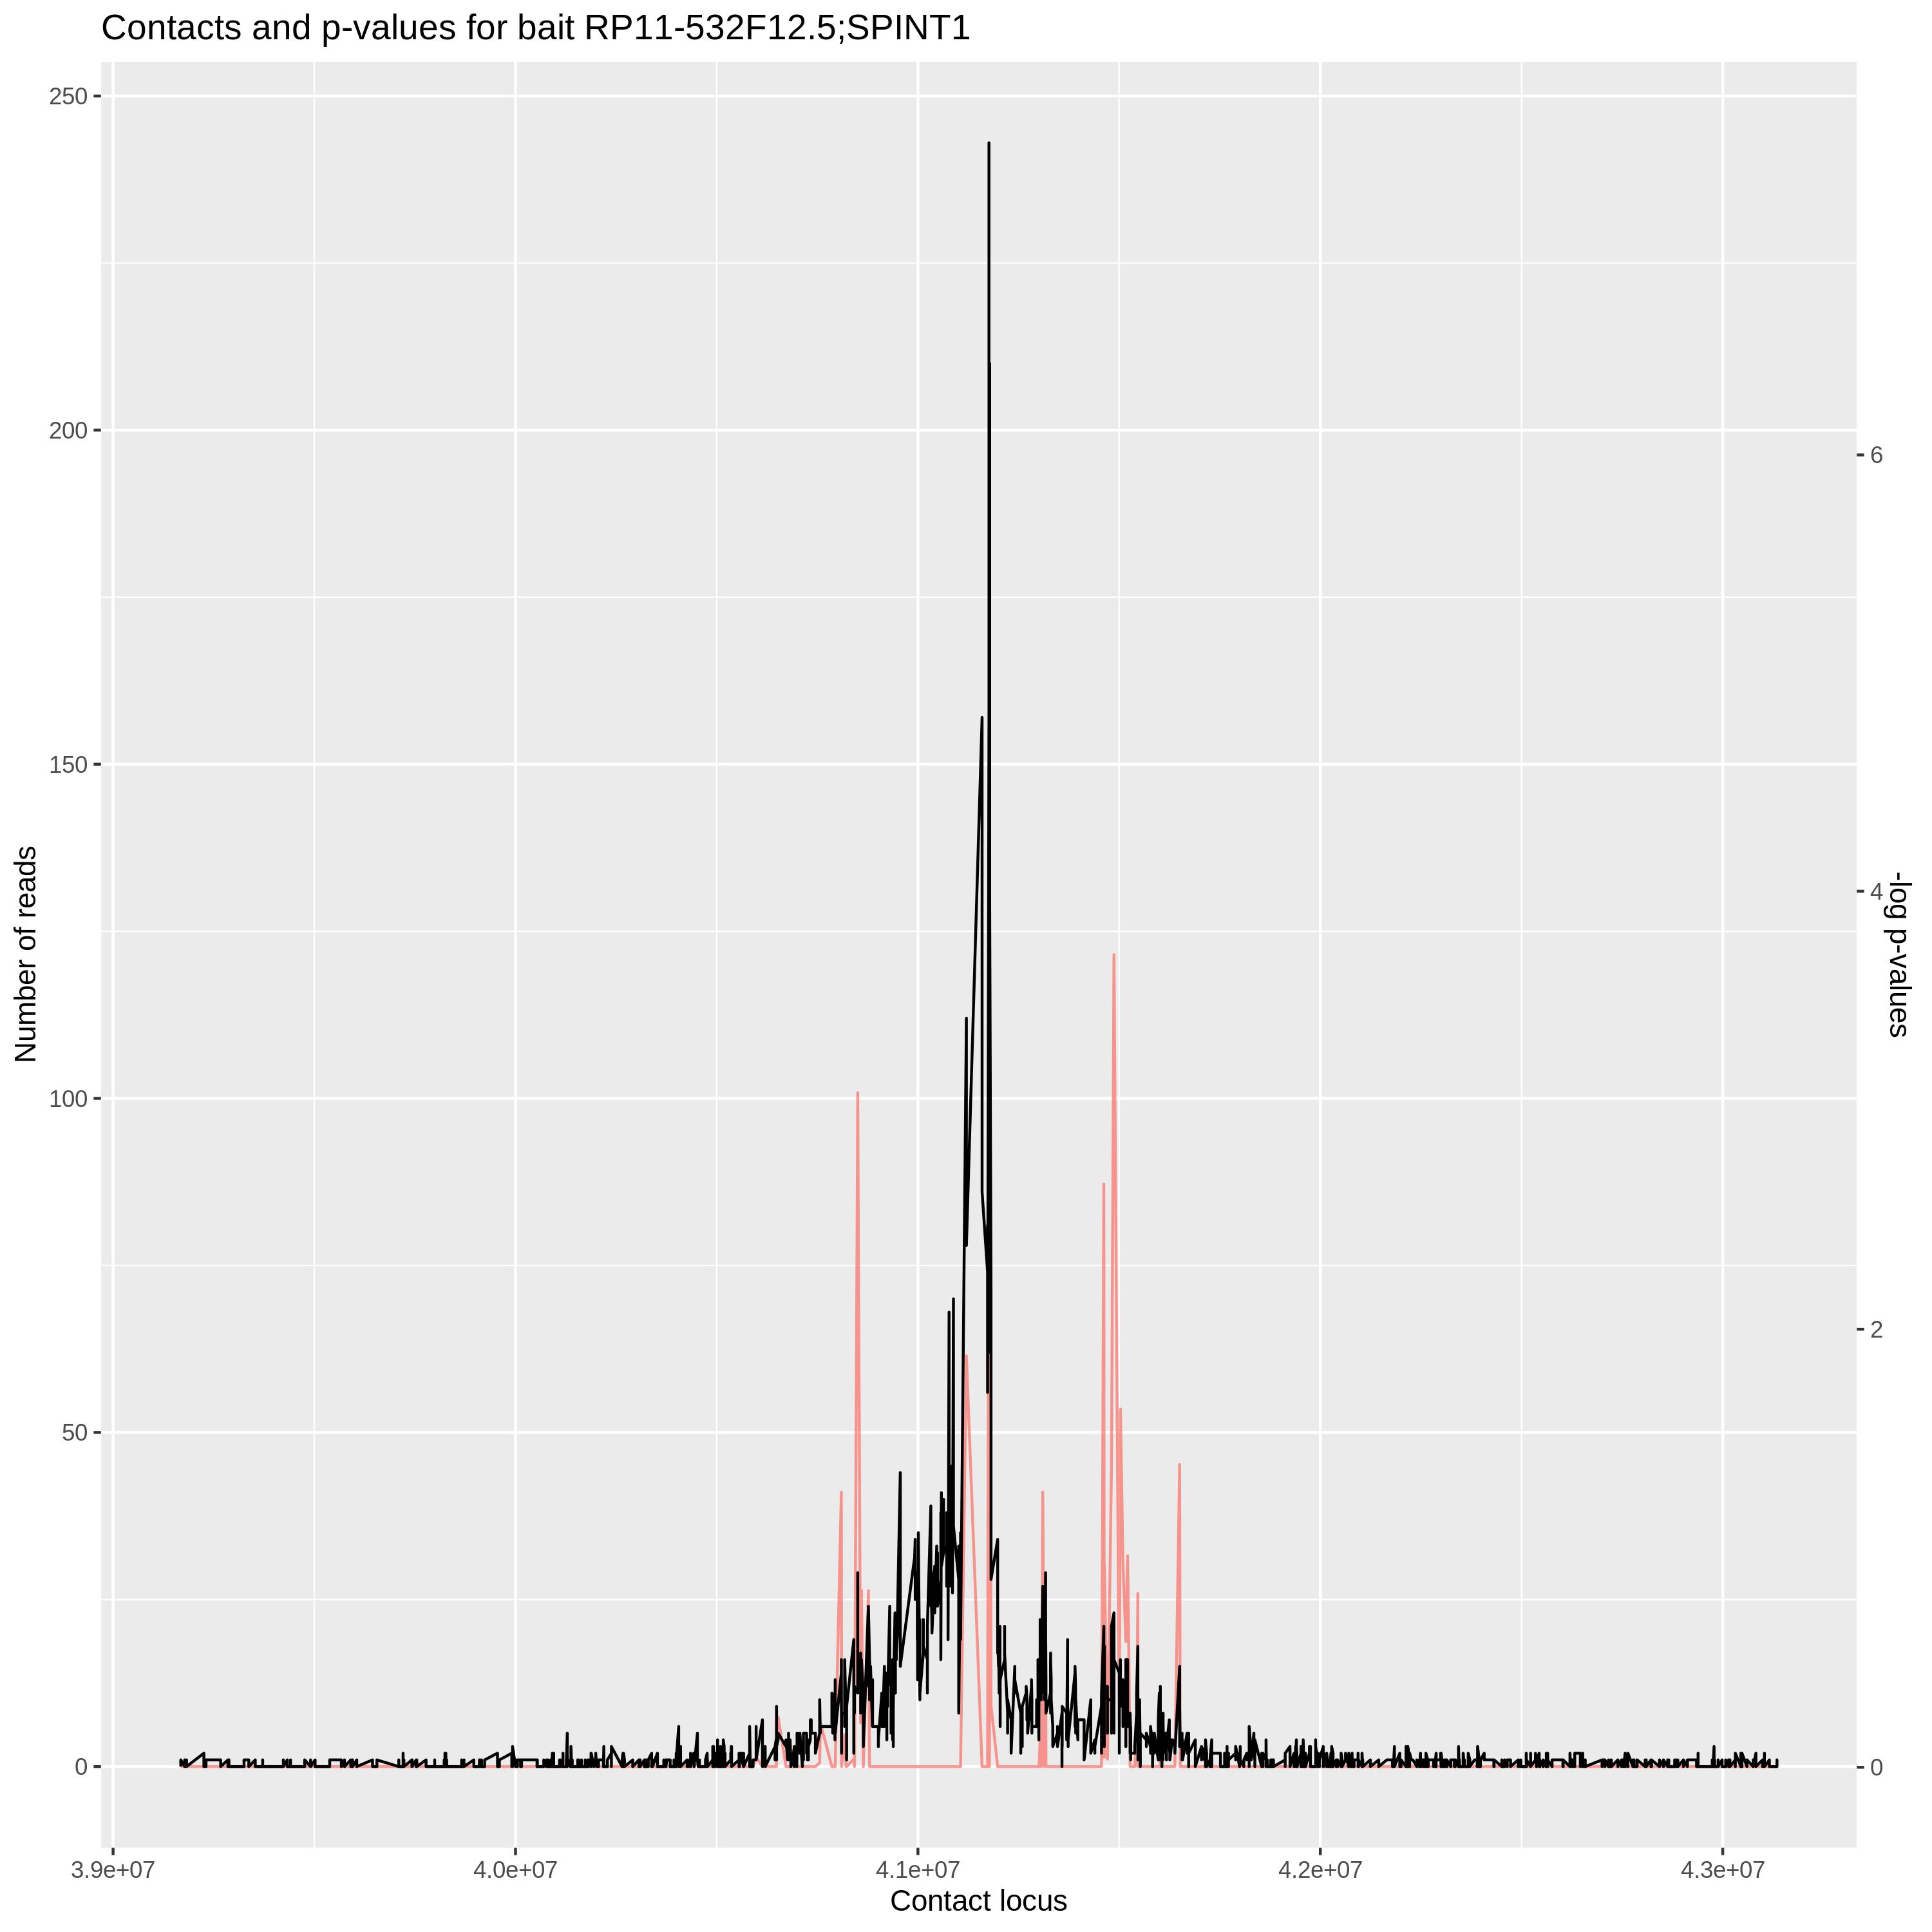 Contacts and p-values for bait RP11-532F12.5;SPINT1
250
200
150
100
50
0
Number of reads
6
4
2
0
-log p-values
3.9e+07 4.0e+07 4.1e+07 4.2e+07 4.3e+07
Contact locus